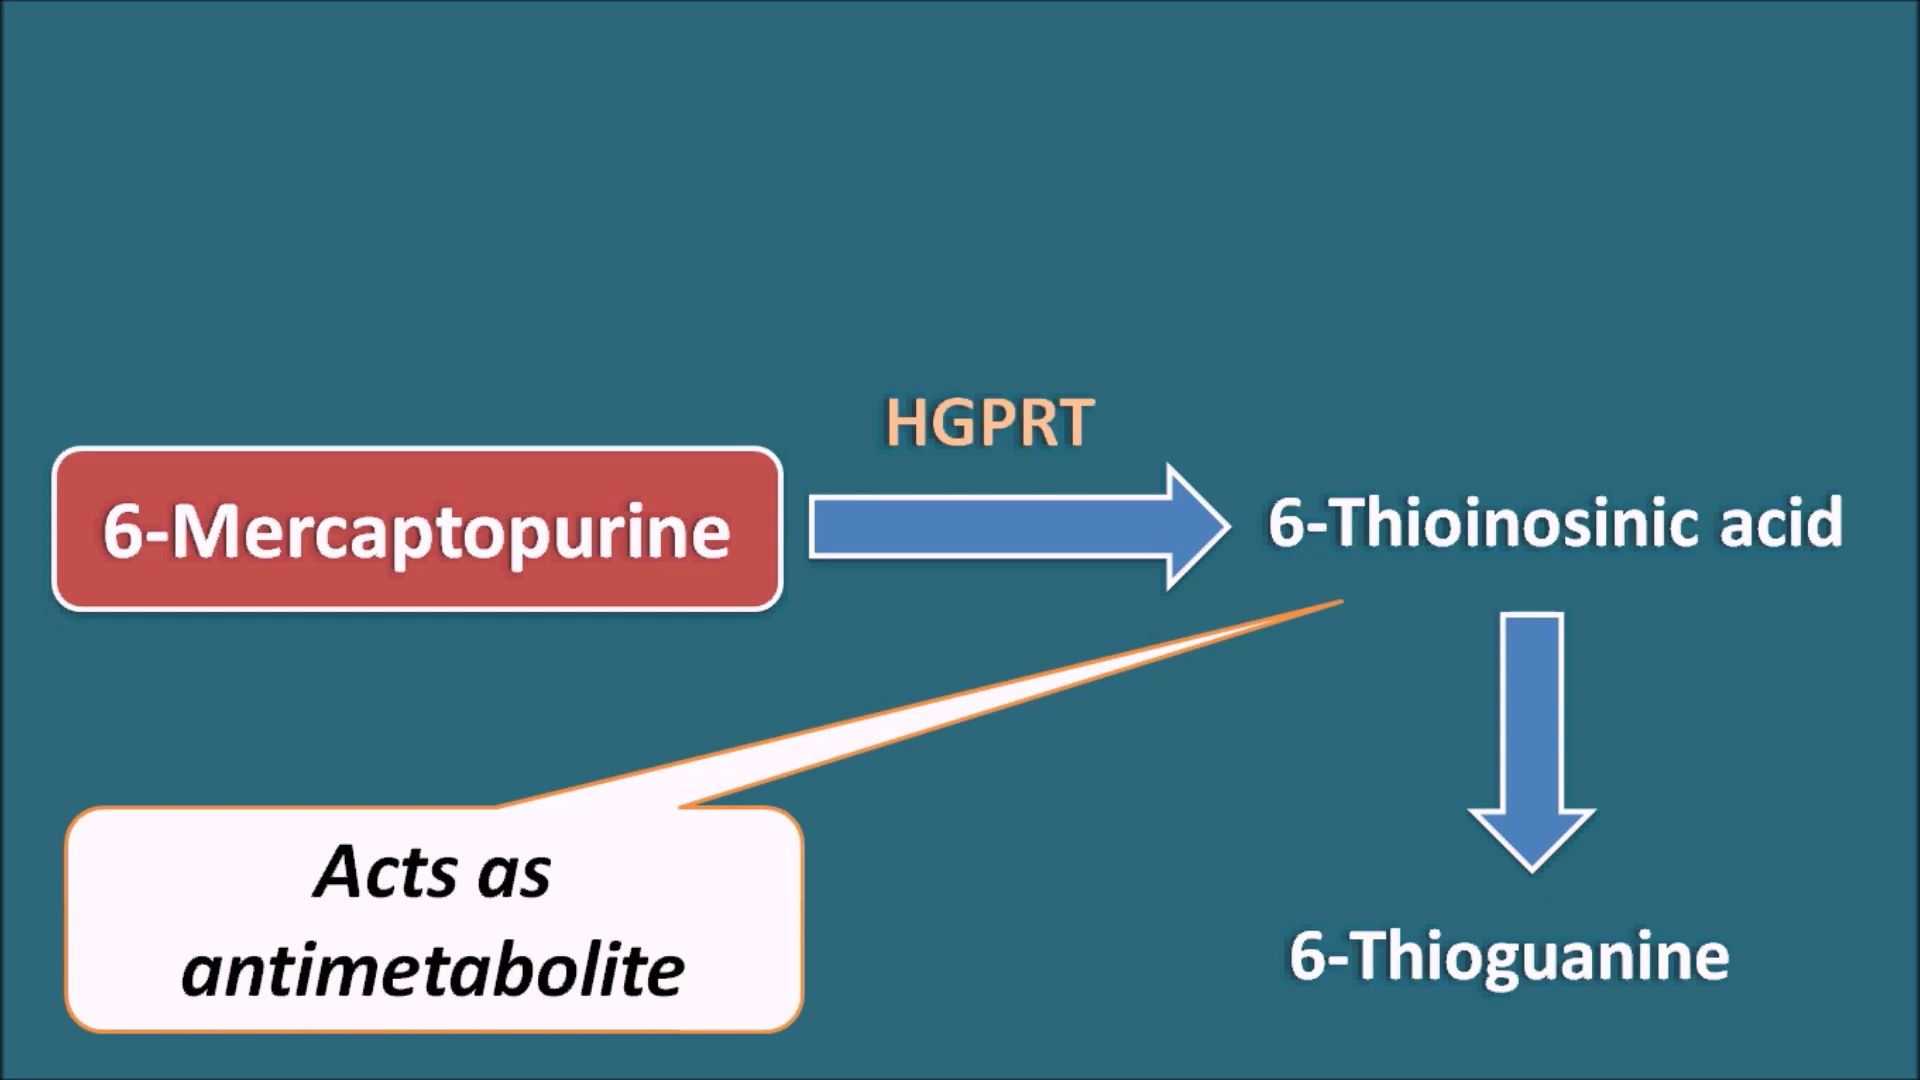 HGPRT
6-Mercaptopurine
6-Thioinosinic acid
Acts as
antimetabolite
6-Thioguanine